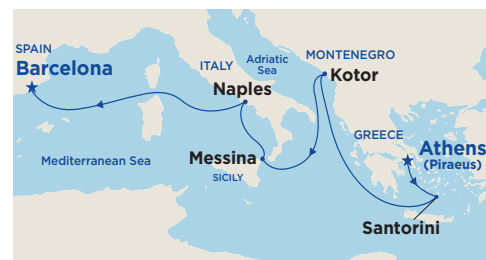 SPAIN
Barcelona
ITALY
Adriatic
Sea
MONTENEGRO
Kotor
Naples
GREECE
Athens
(Piraeus)
Mediterranean Sea
Messina
SICILY
Santorini